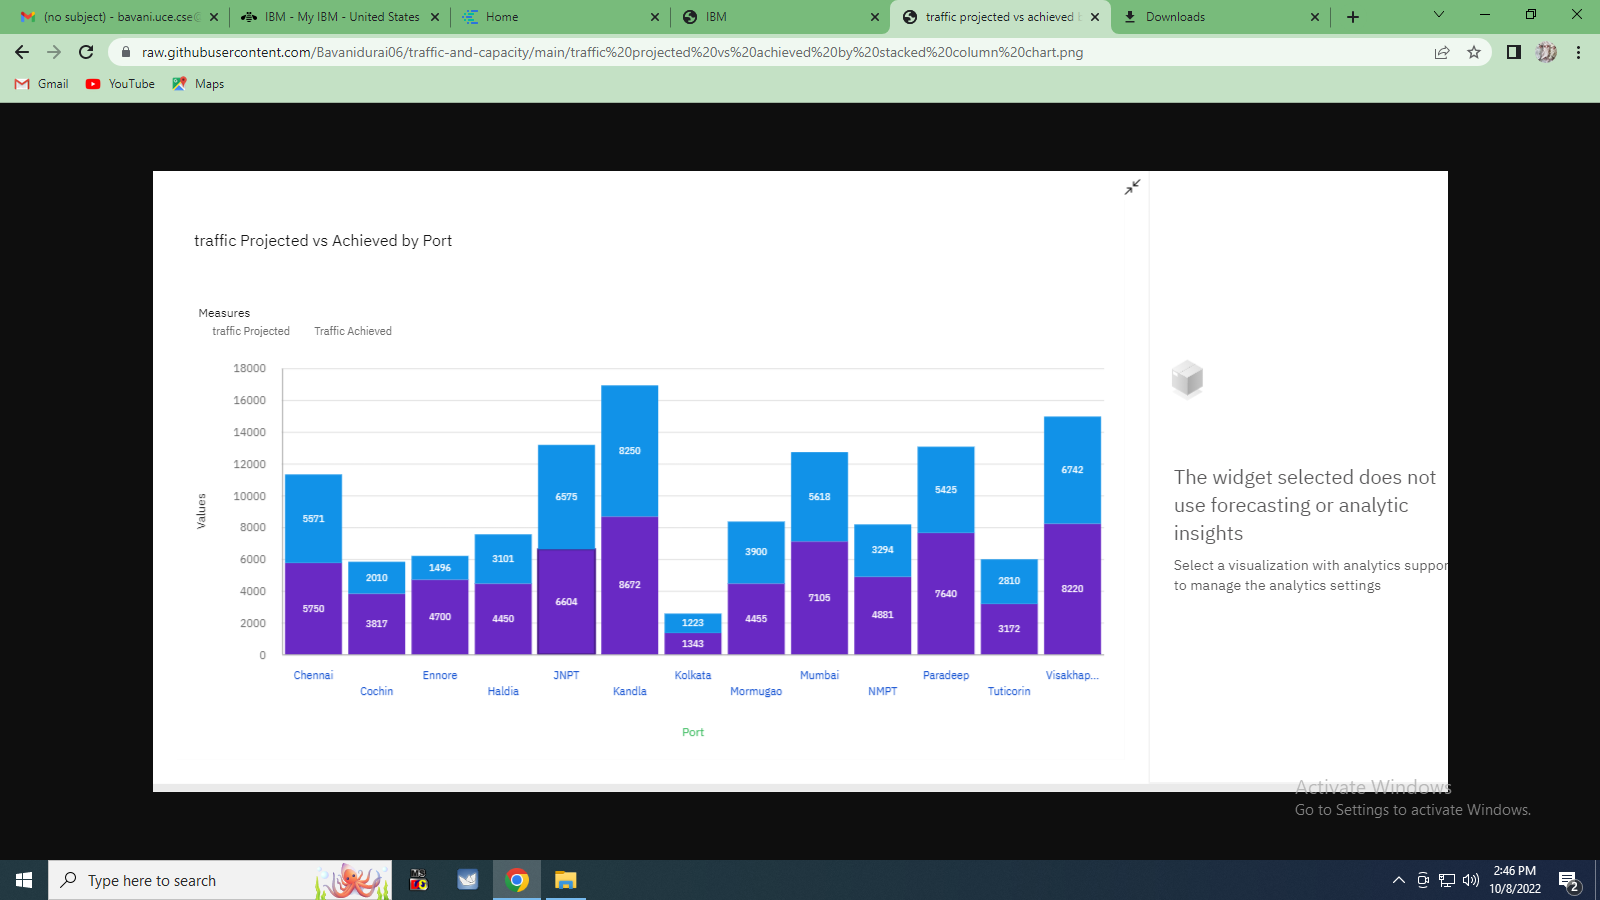 (no subject) - bavani.uce.cse@
IBM - My IBM - United States
Home
IBM
traffic projected vs achieved b
Downloads
raw.githubusercontent.com/Bavanidurai06/traffic-and-capacity/main/traffic%20projected%20vs%20achieved%20by%20stacked%20column%20chart.png
Gmail
YouTube
Maps
traffic Projected vs Achieved by Port
Measures
traffic Projected
Traffic Achieved
18000
16000
14000
12000
10000
8000
6000
4000
2000
0
Values
5571
5750
2010
3817
1496
4700
3101
4450
6575
6604
8250
8672
1223
1343
3900
4455
5618
7105
3294
4881
5425
7640
2810
3172
6742
8220
Chennai
Cochin
Ennore
Haldia
JNPT
Kandla
Kolkata
Mormugao
Mumbai
NMPT
Paradeep
Tuticorin
Visakhap...
Port
The widget selected does not
use forecasting or analytic
insights
Select a visualization with analytics suppor
to manage the analytics settings
Activate Windows
Go to Settings to activate Windows.
Type here to search
2:46 PM
10/8/2022
2